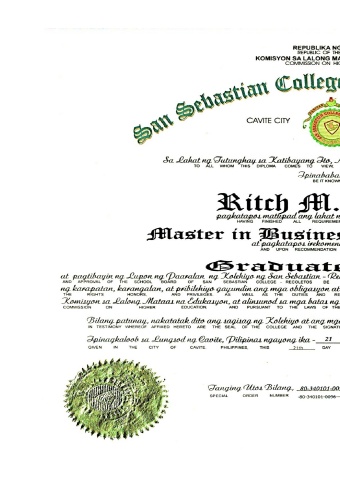 REPUBLIKA NG
REPUBLIC OF THE
KOMISYON SA LALONG MA
COMMISSION ON HIG
San Sebastian College
CAVITE CITY
Sa Lahat ng Tutunghay sa Katibayang Ito,
TO ALL WHOM THIS DIPLOMA COMES TO VIEW,
Ipinababa
BE IT KNOWN
Ritch M.
pagkatapos matupad ang lahat
HAVING FINISHED ALL REQUIREME
Master in Busines
at pagkatapos irekomen
AND UPON RECOMMENDATION
Graduate
at pagtibayin ng Lupon ng Paaralan ng Kolehiyo ng San Sebastian - Re
AND APPROVAL OF THE SCHOOL BOARD OF SAN SEBASTIAN COLLEGE - RECOLETOS DE
ng karapatan, karangalan, at pribilehiyo gayundin ang mga obligasyon at
RIGHTS HONORS AND PRIVILEGES AS WELL AS THE DUTIES AND RE
Komisyon sa Lalong Mataas na Edukasyon, at alinsunod sa mga batas ng
COMMISSION ON HIGHER EDUCATION AND PURSUANT TO THE LAWS OF THE
Bilang patunay, nakatatak dito ang sagisag ng Kolehiyo at ang mga
IN TESTIMONY WHEREOF AFFIXED HERETO ARE THE SEAL OF THE COLLEGE AND THE SIGNAT
Ipinagkaloob sa Lungsod ng Cavite, Pilipinas ngayong ika - 21
GIVEN IN THE CITY OF CAVITE PHILIPPINES, THIS 21th DAY
Tanging Utos Bilang, 80-340101-005
SPECIAL ORDER NUMBER -80-340101-0056-